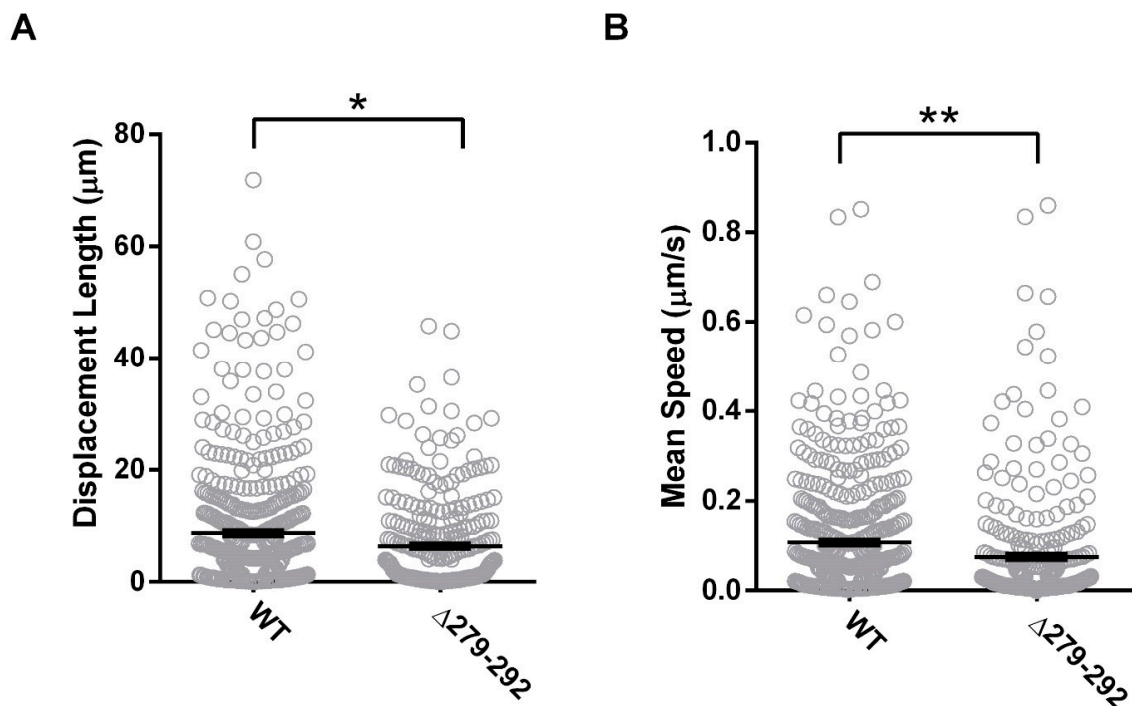 A
Displacement Length (μm)
80
60
40
20
0
*
WT
Δ279-292
B
Mean Speed (μm/s)
1.0
0.8
0.6
0.4
0.2
0.0
**
WT
Δ279-292